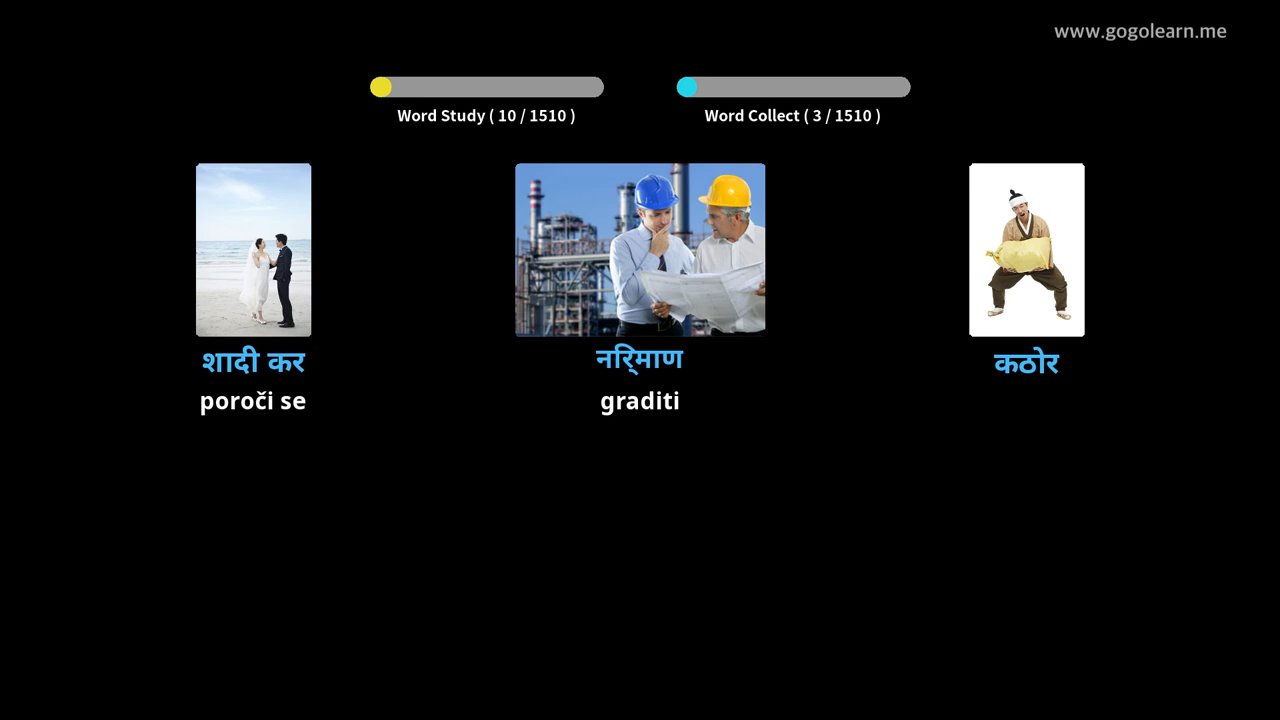 www.gogolearn.me
Word Study ( 10 / 1510 )
Word Collect ( 3 / 1510 )
शादी कर
नरि्माण
कठोर
poroči se
graditi